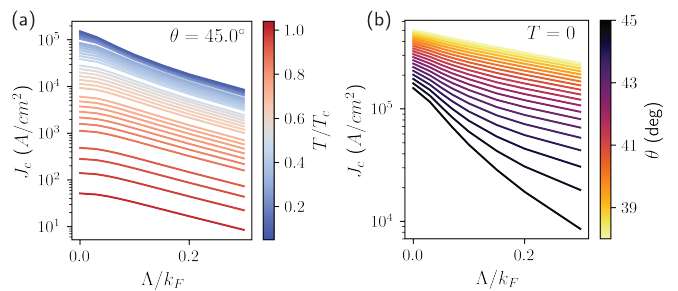 (a)
θ = 45.0°
J_c (A/cm^2)
10^5
10^4
10^3
10^2
10^1
0.0
0.2
Λ/k_F
1.0
0.8
0.6
0.4
0.2
T/T_c
(b)
T = 0
J_c (A/cm^2)
10^5
10^4
0.0
0.2
Λ/k_F
45
43
41
39
θ (deg)